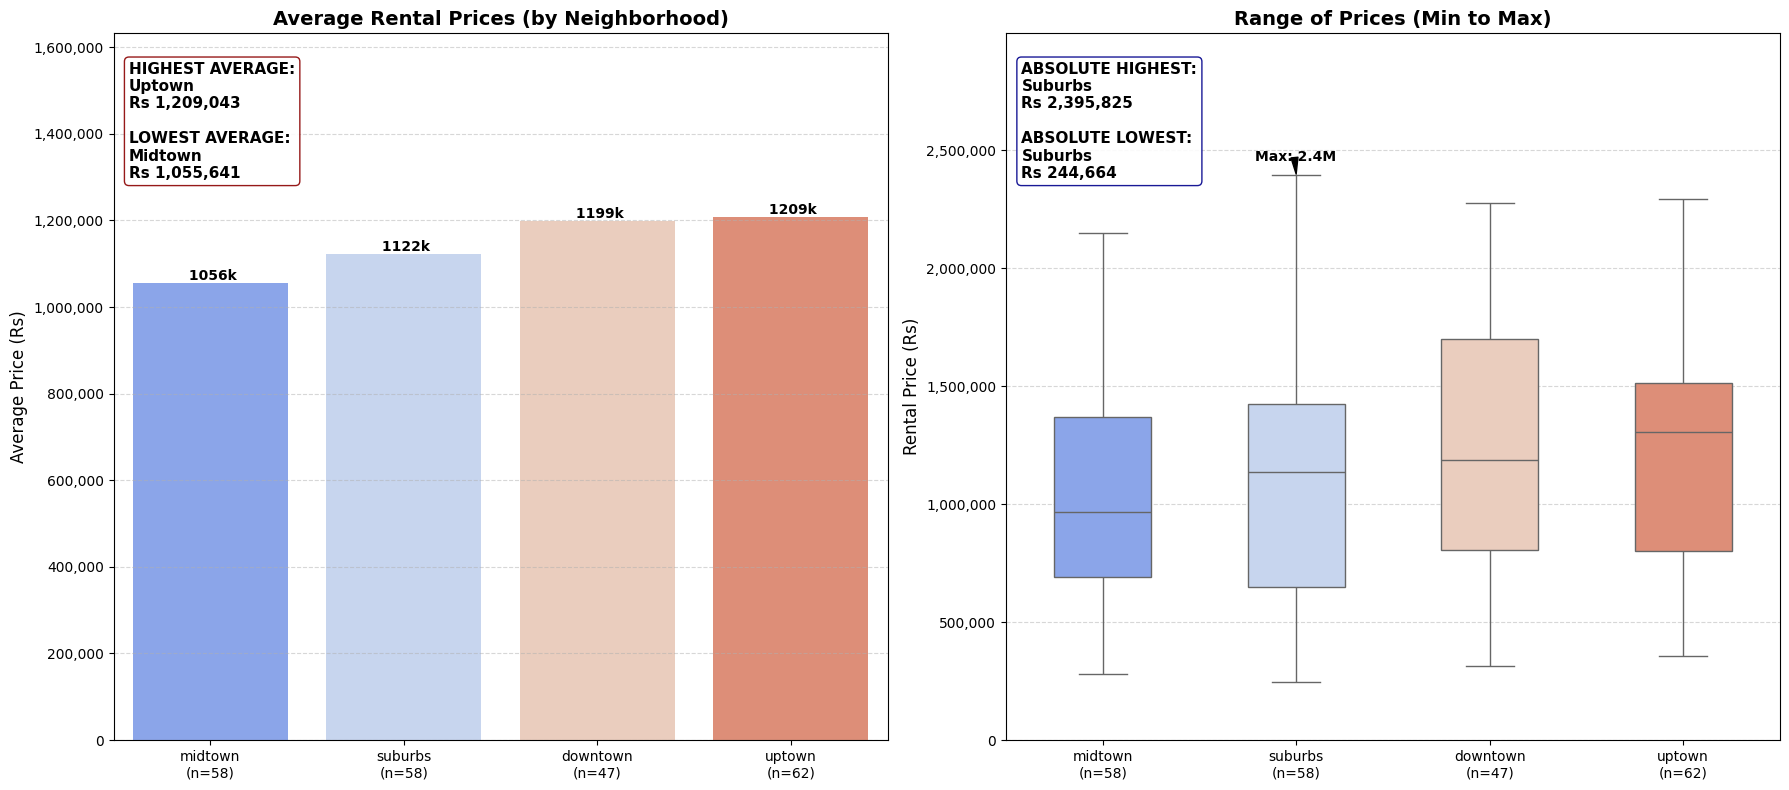 Average Rental Prices (by Neighborhood)
1,600,000
1,400,000
1,200,000
1,000,000
800,000
600,000
400,000
200,000
0
Average Price (Rs)
HIGHEST AVERAGE:
Uptown
Rs 1,209,043
LOWEST AVERAGE:
Midtown
Rs 1,055,641
1056k
1122k
1199k
1209k
midtown
(n=58)
suburbs
(n=58)
downtown
(n=47)
uptown
(n=62)
Range of Prices (Min to Max)
2,500,000
2,000,000
1,500,000
1,000,000
500,000
0
Rental Price (Rs)
ABSOLUTE HIGHEST:
Suburbs
Rs 2,395,825
ABSOLUTE LOWEST:
Suburbs
Rs 244,664
Max: 2.4M
midtown
(n=58)
suburbs
(n=58)
downtown
(n=47)
uptown
(n=62)